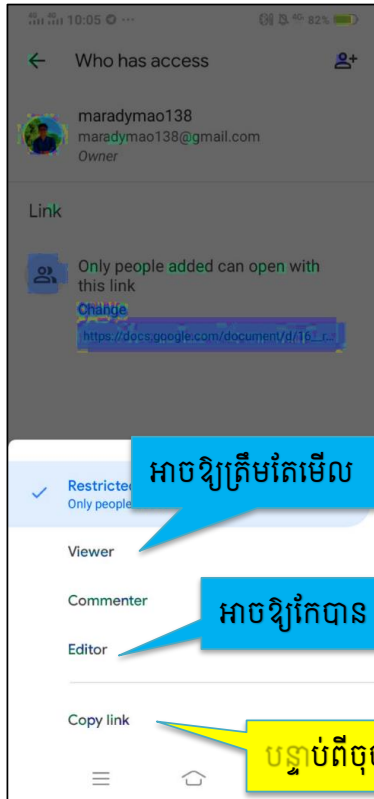 10:05
82%
Who has access
maradymao138
maradymao138@gmail.com
Owner
Link
Only people added can open with
this link
Change
https://docs.google.com/document/d/16__r...
អាចឱ្យត្រឹមតែមើល
Restricted
Only people
Viewer
Commenter
អាចឱ្យកែបាន
Editor
Copy link
បន្ទាប់ពីចុច